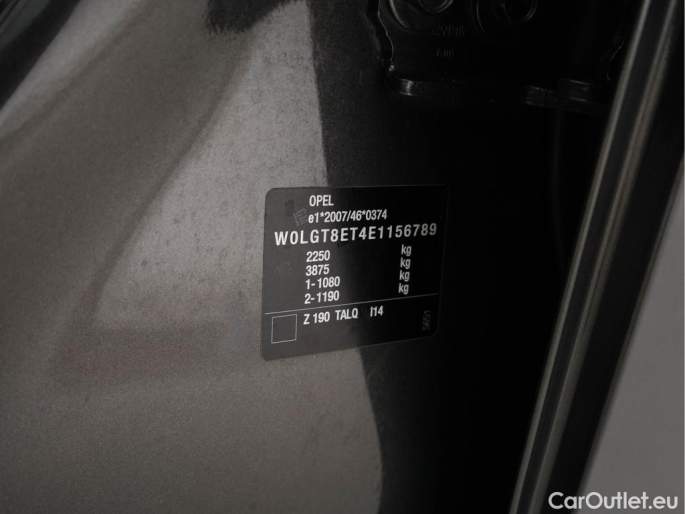 OPEL
e1*2007/46*0374
W0LGT8ET4E1156789
2250 kg
3875 kg
1-1080 kg
2-1190 kg
Z 190 TALQ I14
CarOutlet.eu